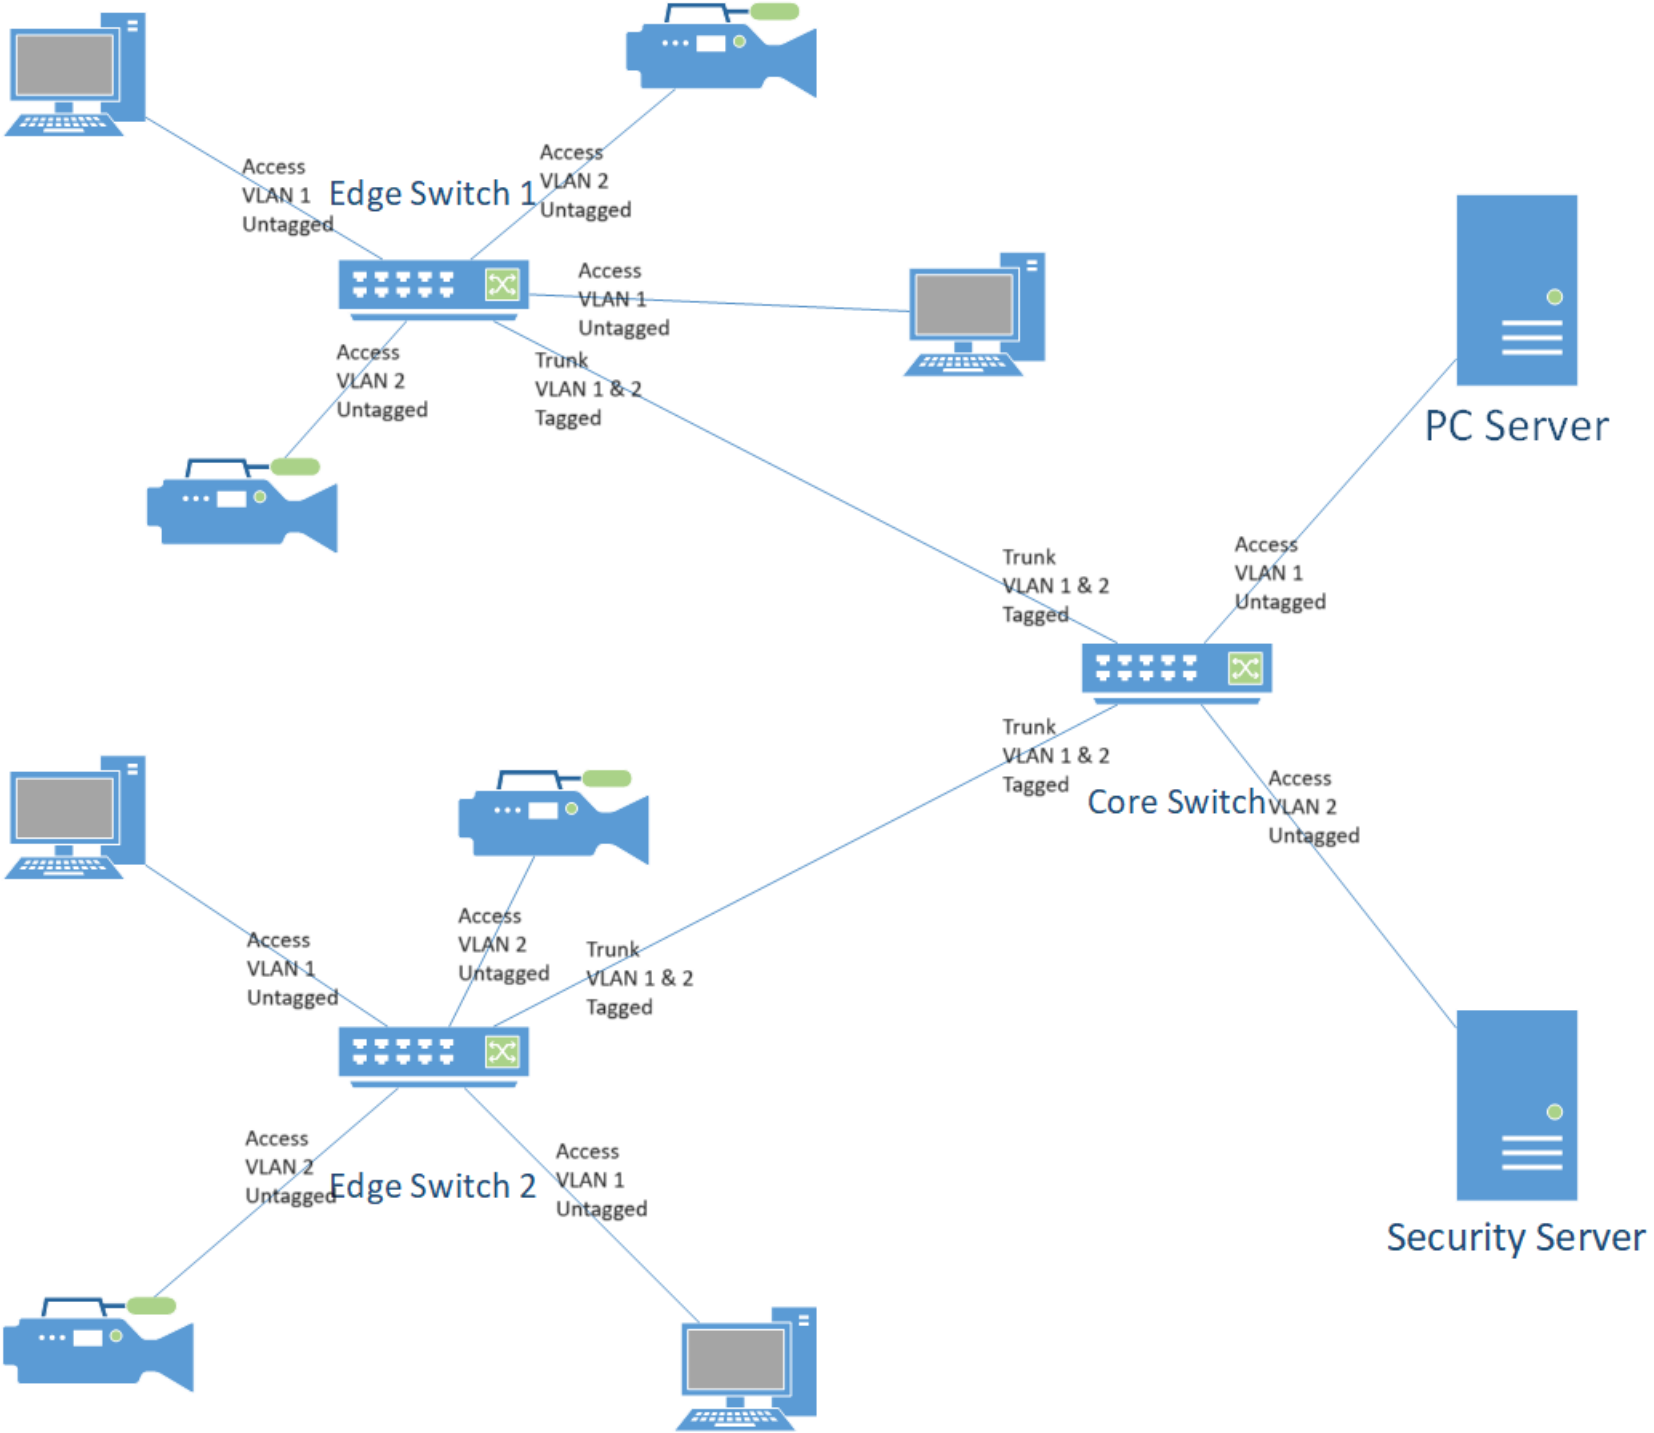 Access
VLAN 1
Untagged
Edge Switch 1
Access
VLAN 2
Untagged
Access
VLAN 1
Untagged
Access
VLAN 2
Untagged
Trunk
VLAN 1 & 2
Tagged
PC Server
Trunk
VLAN 1 & 2
Tagged
Access
VLAN 1
Untagged
Trunk
VLAN 1 & 2
Tagged
Core Switch
Access
VLAN 2
Untagged
Access
VLAN 1
Untagged
Access
VLAN 2
Untagged
Trunk
VLAN 1 & 2
Tagged
Access
VLAN 2
Untagged
Edge Switch 2
Access
VLAN 1
Untagged
Security Server